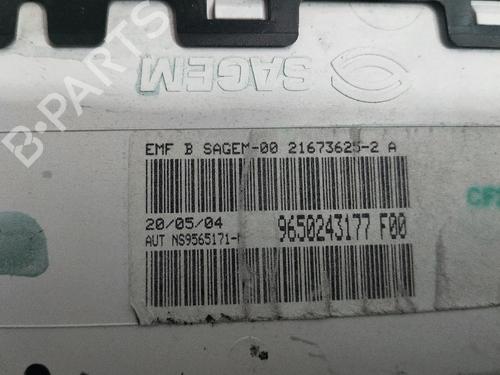 B-PARTS
SAGEM
EMF B SAGEM-00 21673625-2 A
20/05/04
9650243177 F00
AUT NS9565171-